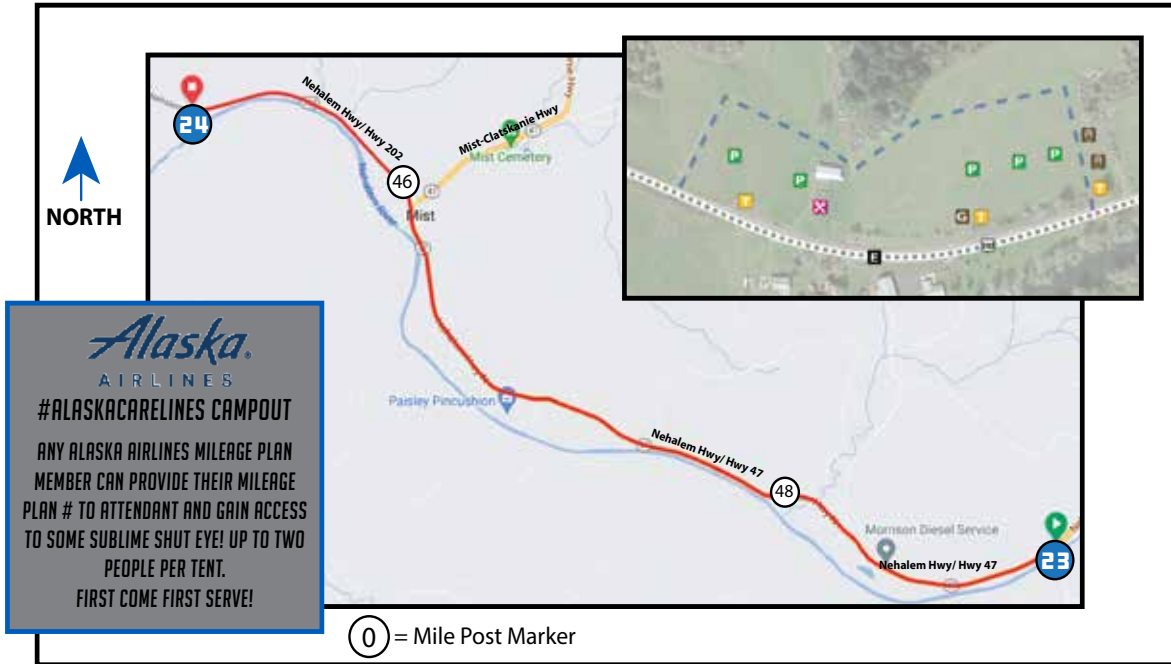 24
Nehalem Hwy/ Hwy 202
46
Mist-Clatskanie Hwy
Mist Cemetery
Mist
47
NORTH
P
P
P
P
P
T
T
T
G
E
Alaska.
AIRLINES
#ALASKACARELINES CAMPOUT
ANY ALASKA AIRLINES MILEAGE PLAN
MEMBER CAN PROVIDE THEIR MILEAGE
PLAN # TO ATTENDANT AND GAIN ACCESS
TO SOME SUBLIME SHUT EYE! UP TO TWO
PEOPLE PER TENT.
FIRST COME FIRST SERVE!
Paisley Pincushion
Nehalem Hwy/ Hwy 47
48
Morrison Diesel Service
Nehalem Hwy/ Hwy 47
23
0 = Mile Post Marker